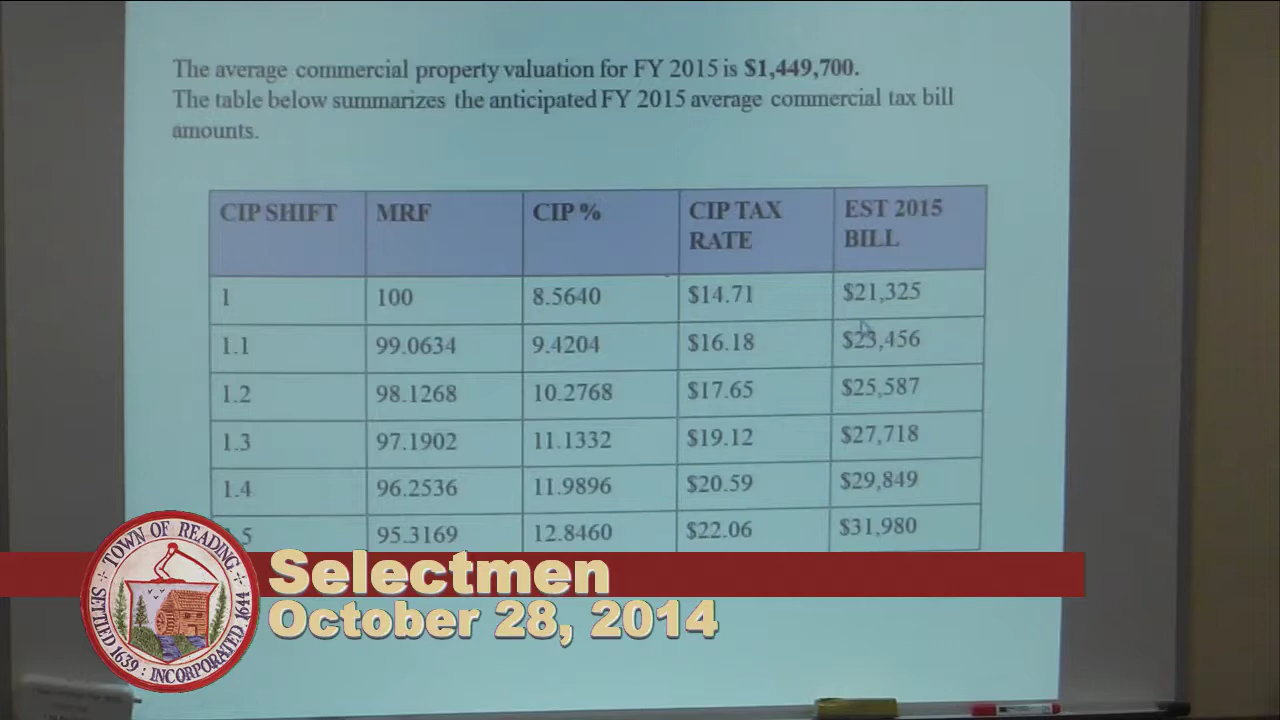 The average commercial property valuation for FY 2015 is $1,449,700.
The table below summarizes the anticipated FY 2015 average commercial tax bill
amounts.
CIP SHIFT MRF CIP % CIP TAX RATE EST 2015 BILL
1 100 8.5640 $14.71 $21,325
1.1 99.0634 9.4204 $16.18 $23,456
1.2 98.1268 10.2768 $17.65 $25,587
1.3 97.1902 11.1332 $19.12 $27,718
1.4 96.2536 11.9896 $20.59 $29,849
.5 95.3169 12.8460 $22.06 $31,980
TOWN OF READING
SETTLED 1639 : INCORPORATED 1644
Selectmen
October 28, 2014